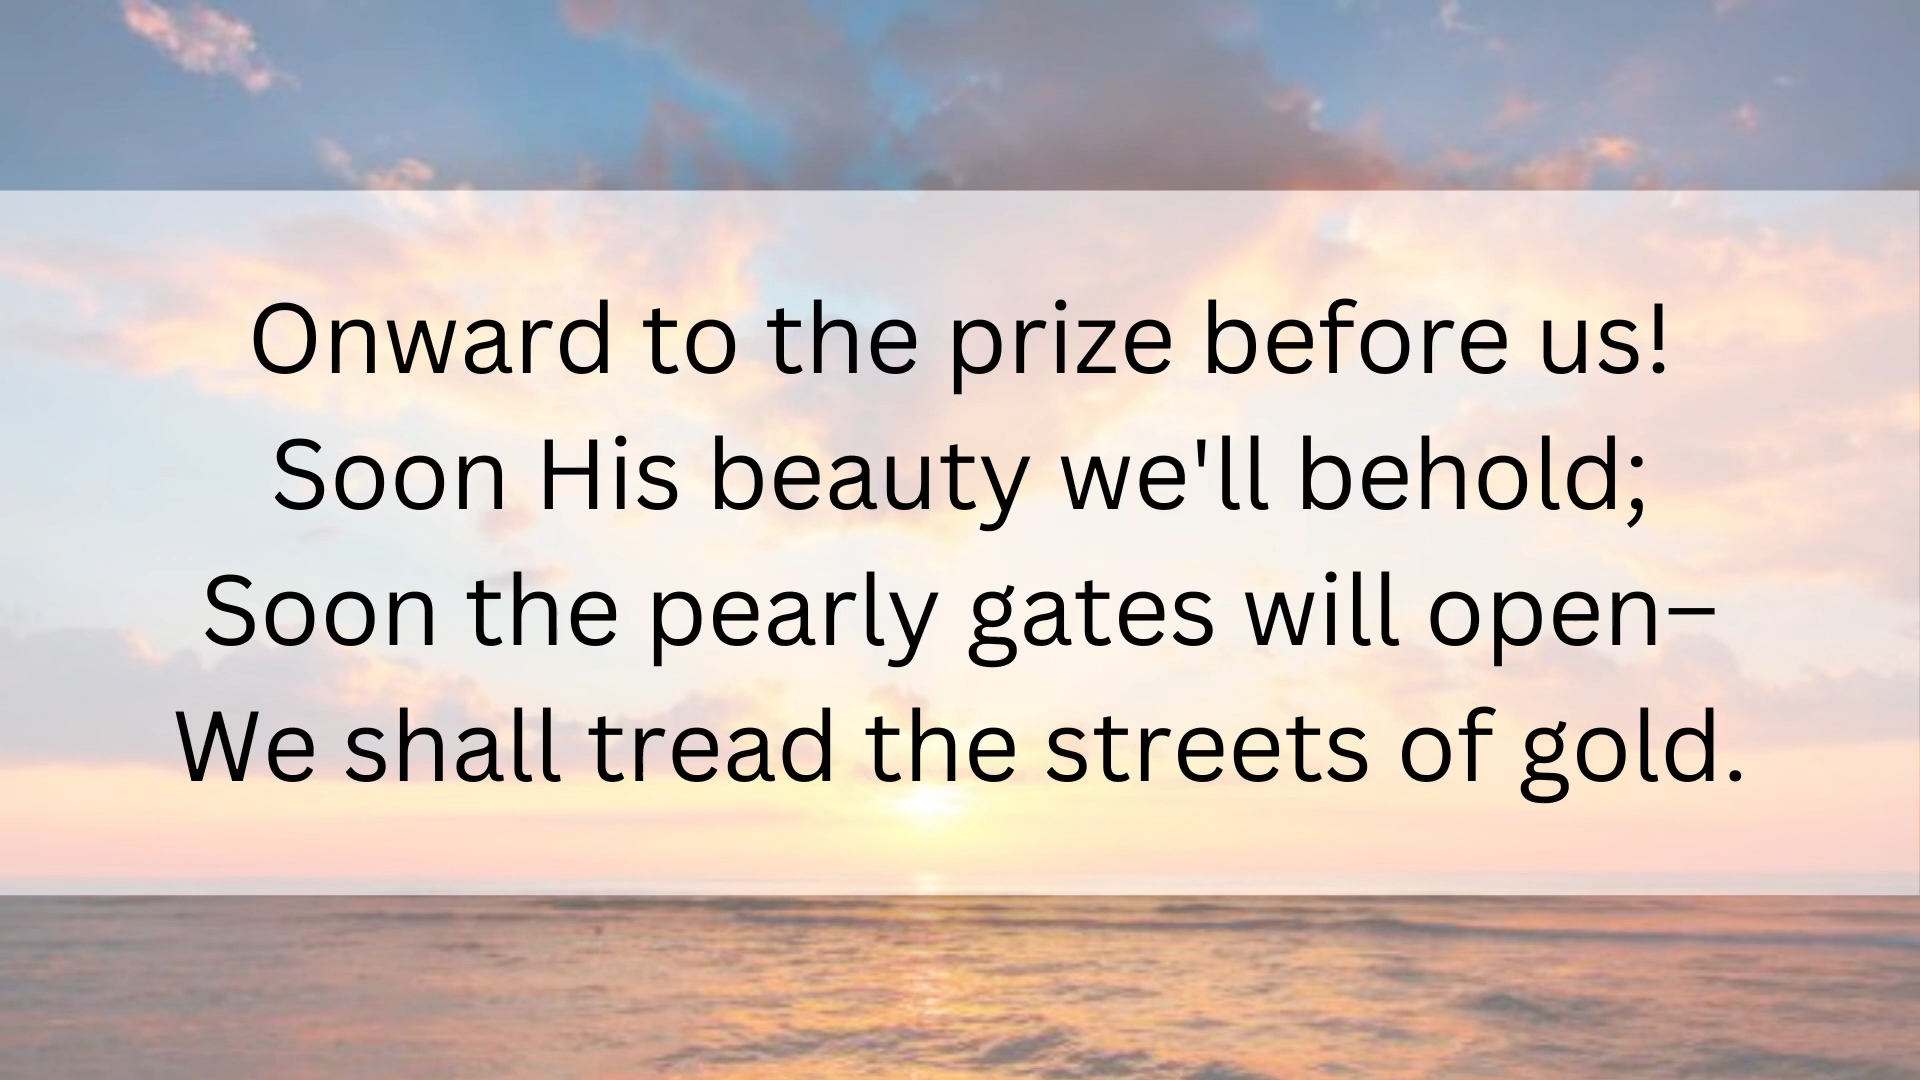 Onward to the prize before us!
Soon His beauty we'll behold;
Soon the pearly gates will open–
We shall tread the streets of gold.